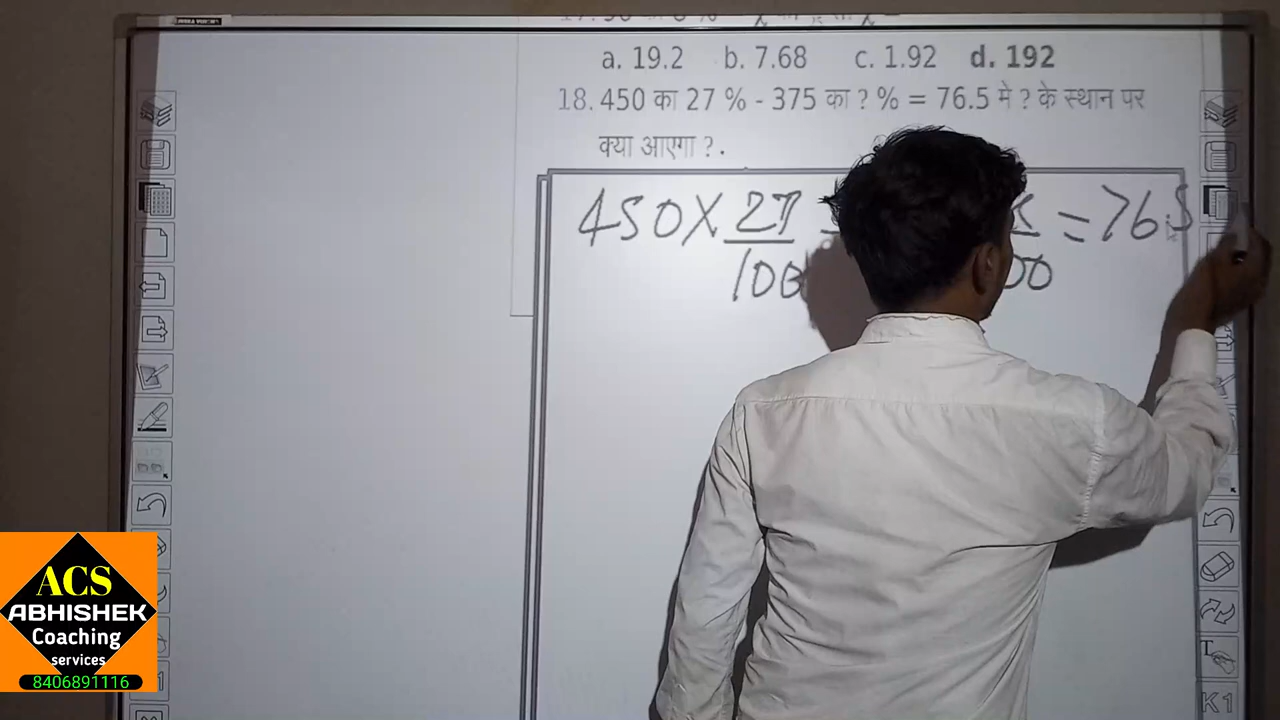 a. 19.2 b. 7.68 c. 1.92 d. 192
18. 450 का 27 % - 375 का ? % = 76.5 मे ? के स्थान पर
क्या आएगा ? .
450 X 27 = 76.5
100 00
ACS
ABHISHEK
Coaching
services
8406891116
T
K1